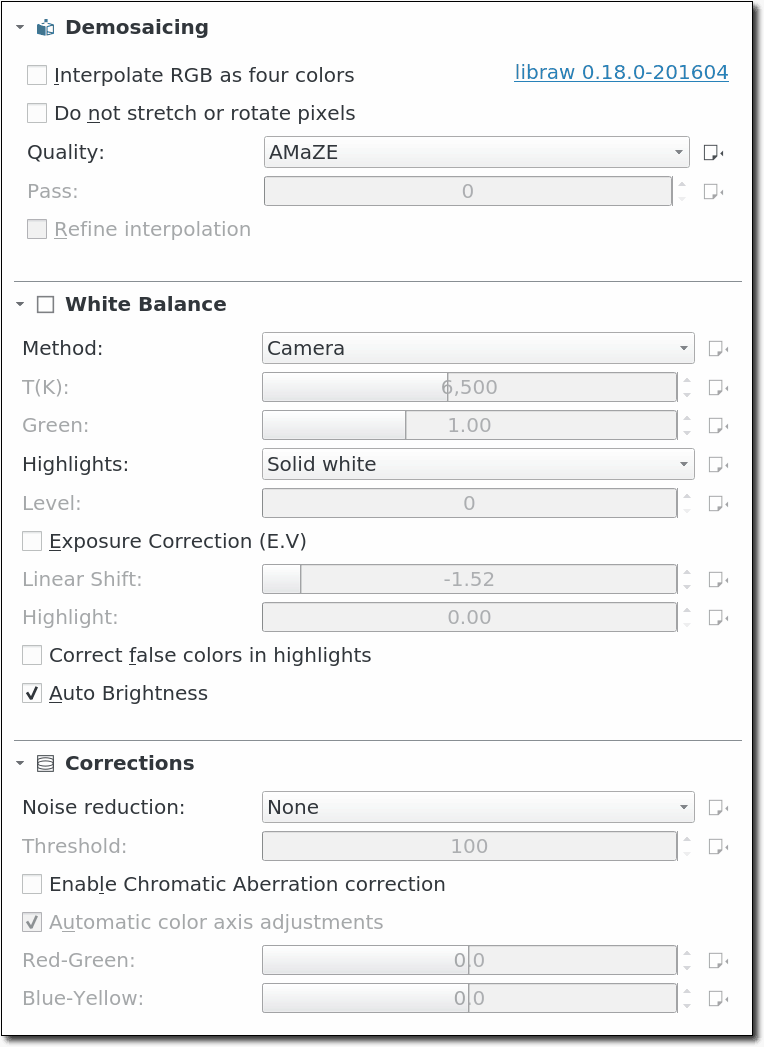 Demosaicing
Interpolate RGB as four colors libraw 0.18.0-201604
Do not stretch or rotate pixels
Quality: AMaZE
Pass: 0
Refine interpolation
White Balance
Method: Camera
T(K): 6,500
Green: 1.00
Highlights: Solid white
Level: 0
Exposure Correction (E.V)
Linear Shift: -1.52
Highlight: 0.00
Correct false colors in highlights
Auto Brightness
Corrections
Noise reduction: None
Threshold: 100
Enable Chromatic Aberration correction
Automatic color axis adjustments
Red-Green: 0.0
Blue-Yellow: 0.0